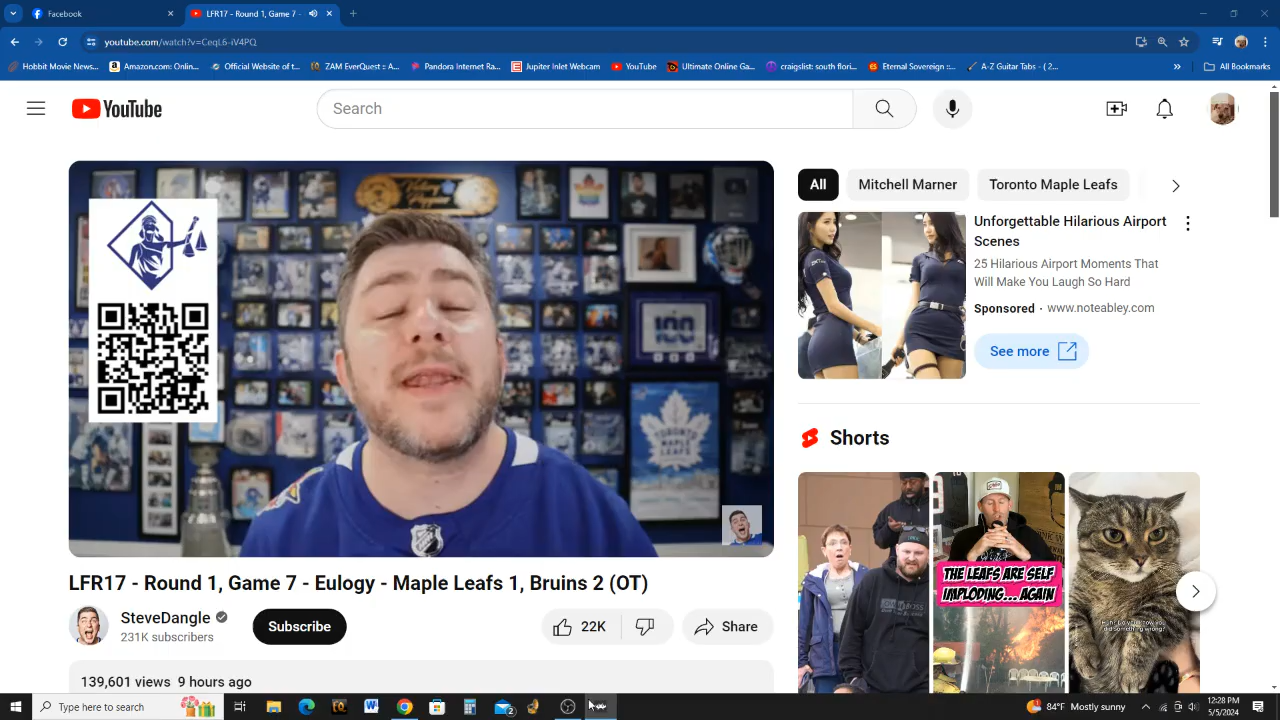 Facebook
LFR17 - Round 1, Game 7 -
youtube.com/watch?v=CeqL6-iV4PQ
Hobbit Movie News...
Amazon.com: Onlin...
Official Website of t...
ZAM EverQuest :: A...
Pandora Internet Ra...
Jupiter Inlet Webcam
YouTube
Ultimate Online Ga...
craigslist: south flori...
Eternal Sovereign ::...
A-Z Guitar Tabs - ( 2...
All Bookmarks
YouTube
Search
100
TORONTO
MAPLE
LEAFS
NHL
All
Mitchell Marner
Toronto Maple Leafs
Unforgettable Hilarious Airport
Scenes
25 Hilarious Airport Moments That
Will Make You Laugh So Hard
Sponsored · www.noteabley.com
See more
Shorts
THE LEAFS ARE SELF
IMPLODING... AGAIN
LFR17 - Round 1, Game 7 - Eulogy - Maple Leafs 1, Bruins 2 (OT)
SteveDangle
231K subscribers
Subscribe
22K
Share
139,601 views 9 hours ago
Type here to search
84°F Mostly sunny
12:28 PM
5/5/2024